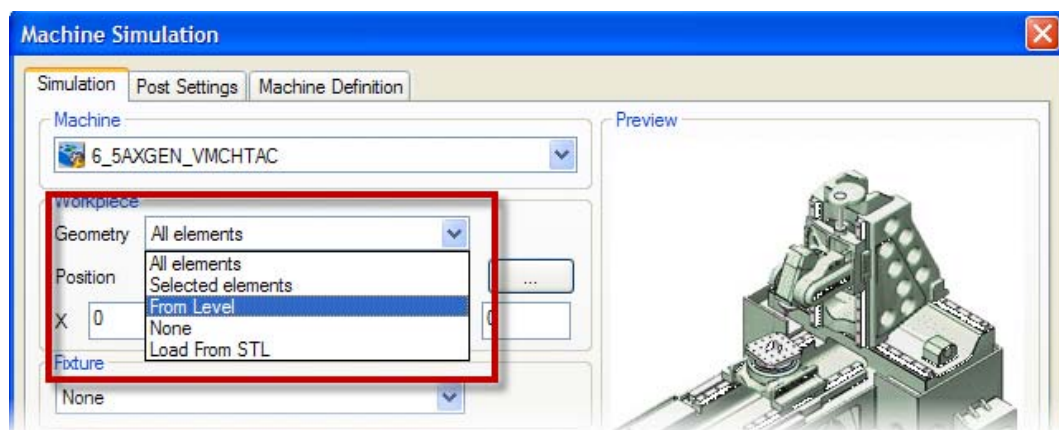 Machine Simulation
Simulation Post Settings Machine Definition
Machine
6_5AXGEN_VMCHTAC
Preview
Workpiece
Geometry All elements
All elements
Selected elements
From Level
None
Load From STL
Position ...
X 0 0
Fixture
None